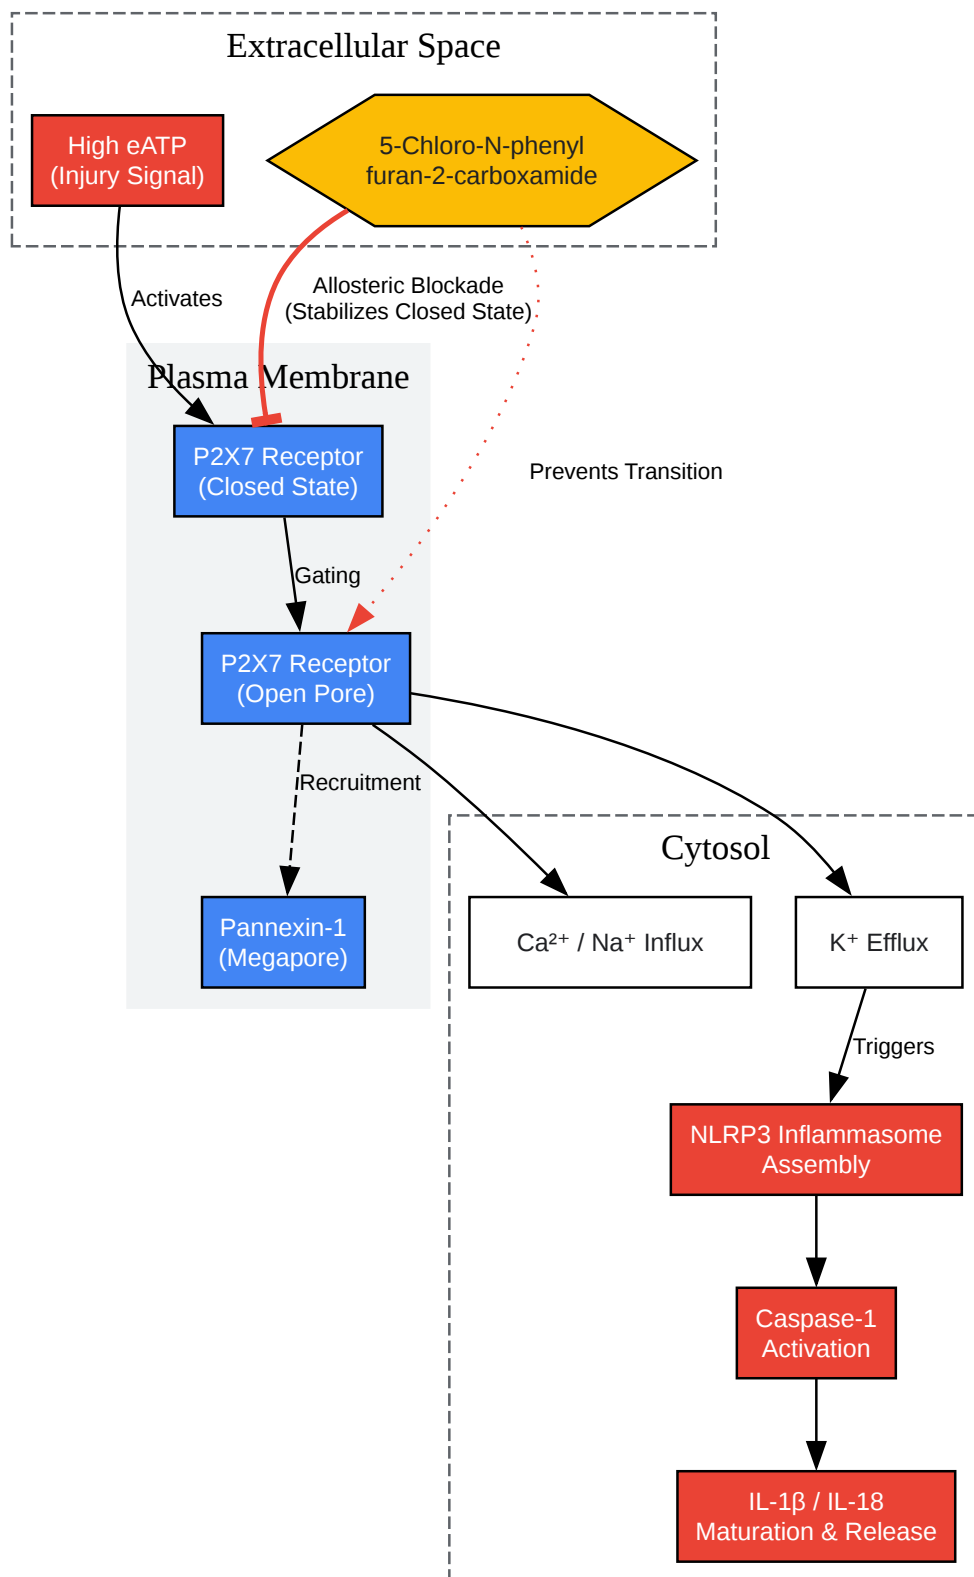 Extracellular Space
High eATP
(Injury Signal)
5-Chloro-N-phenyl
furan-2-carboxamide
Activates
Allosteric Blockade
(Stabilizes Closed State)
Plasma Membrane
P2X7 Receptor
(Closed State)
Prevents Transition
Gating
P2X7 Receptor
(Open Pore)
Recruitment
Cytosol
Pannexin-1
(Megapore)
Ca²⁺ / Na⁺ Influx
K⁺ Efflux
Triggers
NLRP3 Inflammasome
Assembly
Caspase-1
Activation
IL-1β / IL-18
Maturation & Release